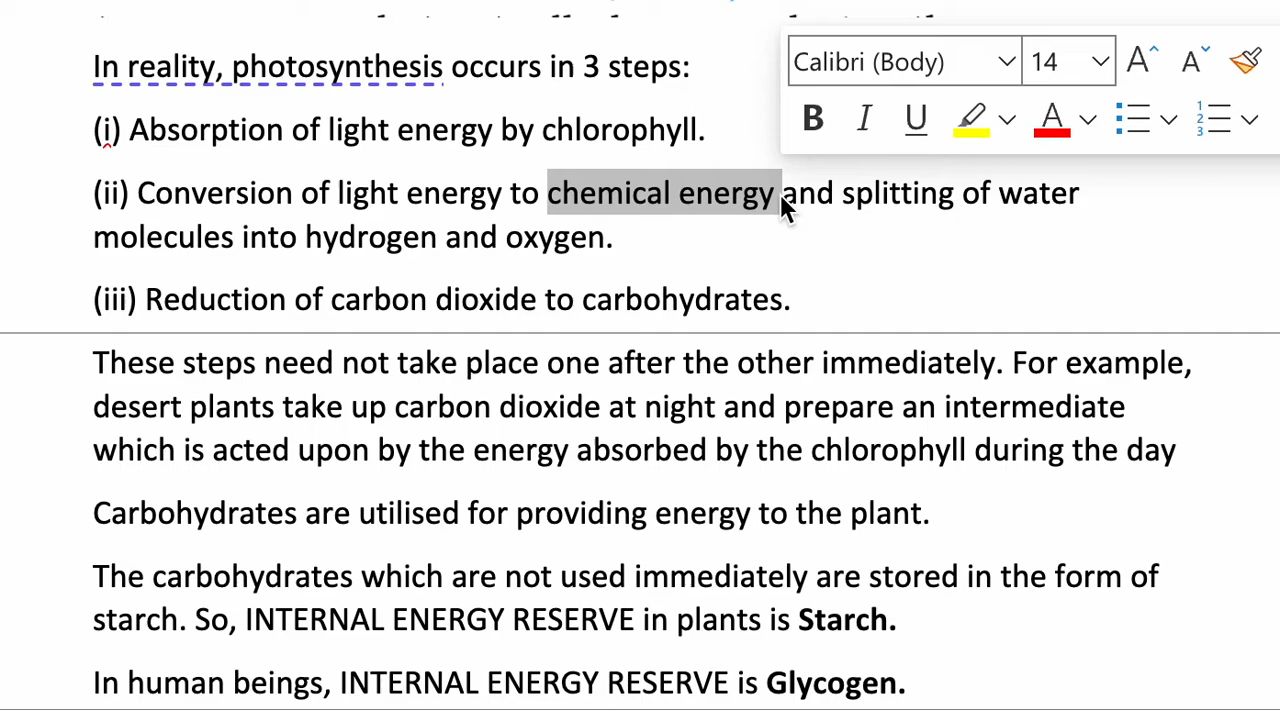 In reality, photosynthesis occurs in 3 steps:
Calibri (Body) 14 A A
B I U A
(i) Absorption of light energy by chlorophyll.
(ii) Conversion of light energy to chemical energy and splitting of water
molecules into hydrogen and oxygen.
(iii) Reduction of carbon dioxide to carbohydrates.
These steps need not take place one after the other immediately. For example,
desert plants take up carbon dioxide at night and prepare an intermediate
which is acted upon by the energy absorbed by the chlorophyll during the day
Carbohydrates are utilised for providing energy to the plant.
The carbohydrates which are not used immediately are stored in the form of
starch. So, INTERNAL ENERGY RESERVE in plants is Starch.
In human beings, INTERNAL ENERGY RESERVE is Glycogen.